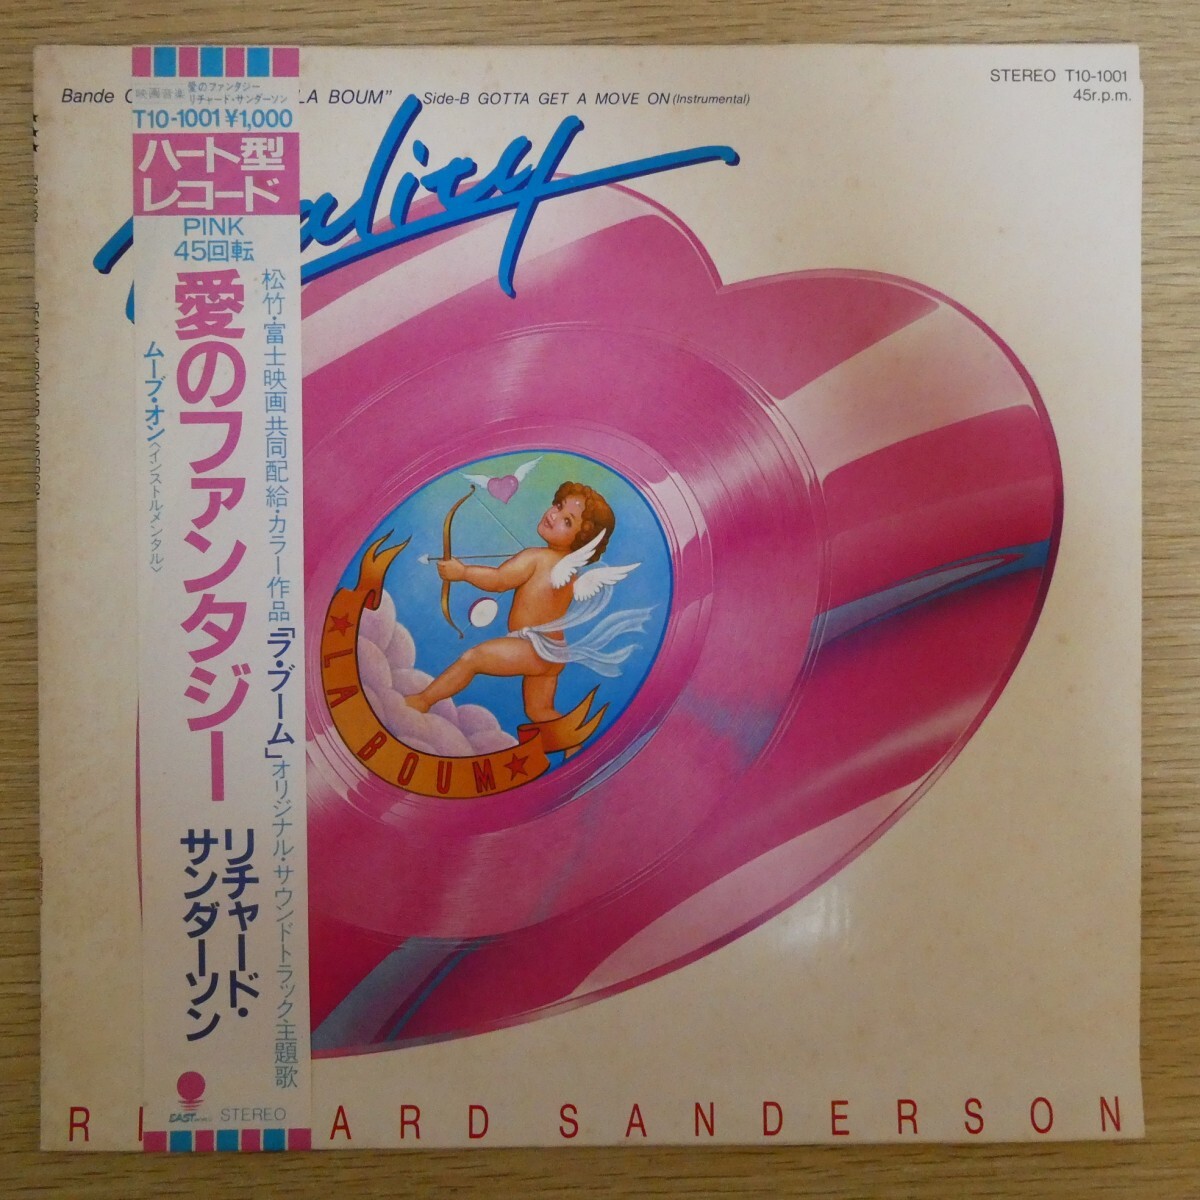 STEREO T10-1001
45r.p.m.
Bande
LA BOUM" Side-B GOTTA GET A MOVE ON (Instrumental)
ality
映画音楽
愛のファンタジー
リチャード・サンダーソン
T10-1001 ¥1,000
ハート型
レコード
PINK
45回転
松竹・富士映画共同配給・カラー作品「ラ・ブーム」オリジナル・サウンドトラック主題歌
愛のファンタジー
ムーブ・オン〈インストルメンタル〉
リチャード・
サンダーソン
EAST
STEREO
★ LA BOUM ★
RI ARD SANDERSON
REALITY/RICHARD SANDERSON